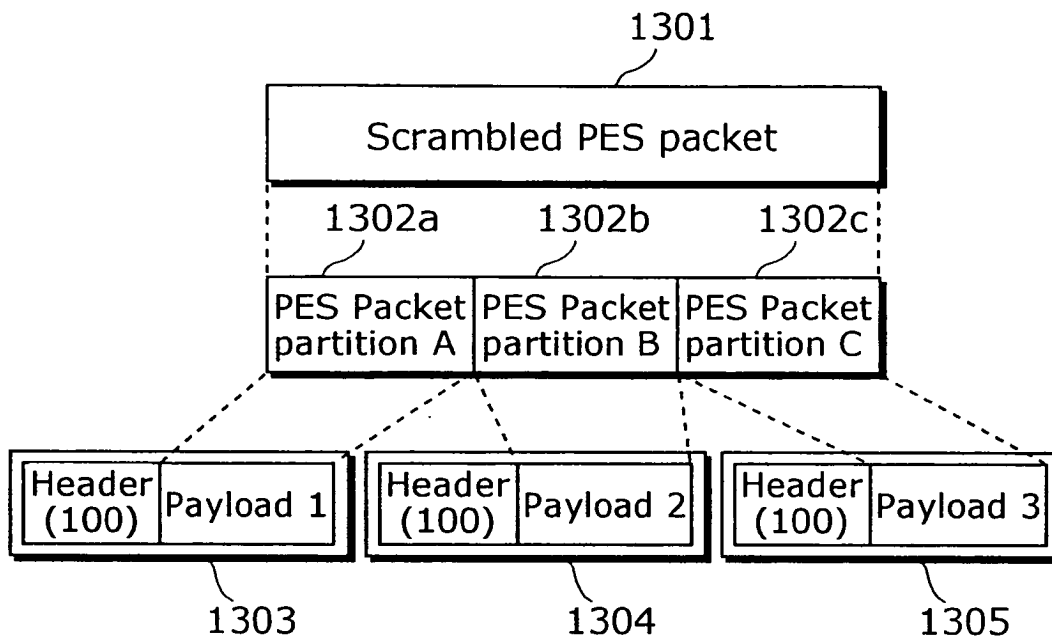 1301
Scrambled PES packet
1302a 1302b 1302c
PES Packet partition A
PES Packet partition B
PES Packet partition C
Header (100) Payload 1
Header (100) Payload 2
Header (100) Payload 3
1303 1304 1305